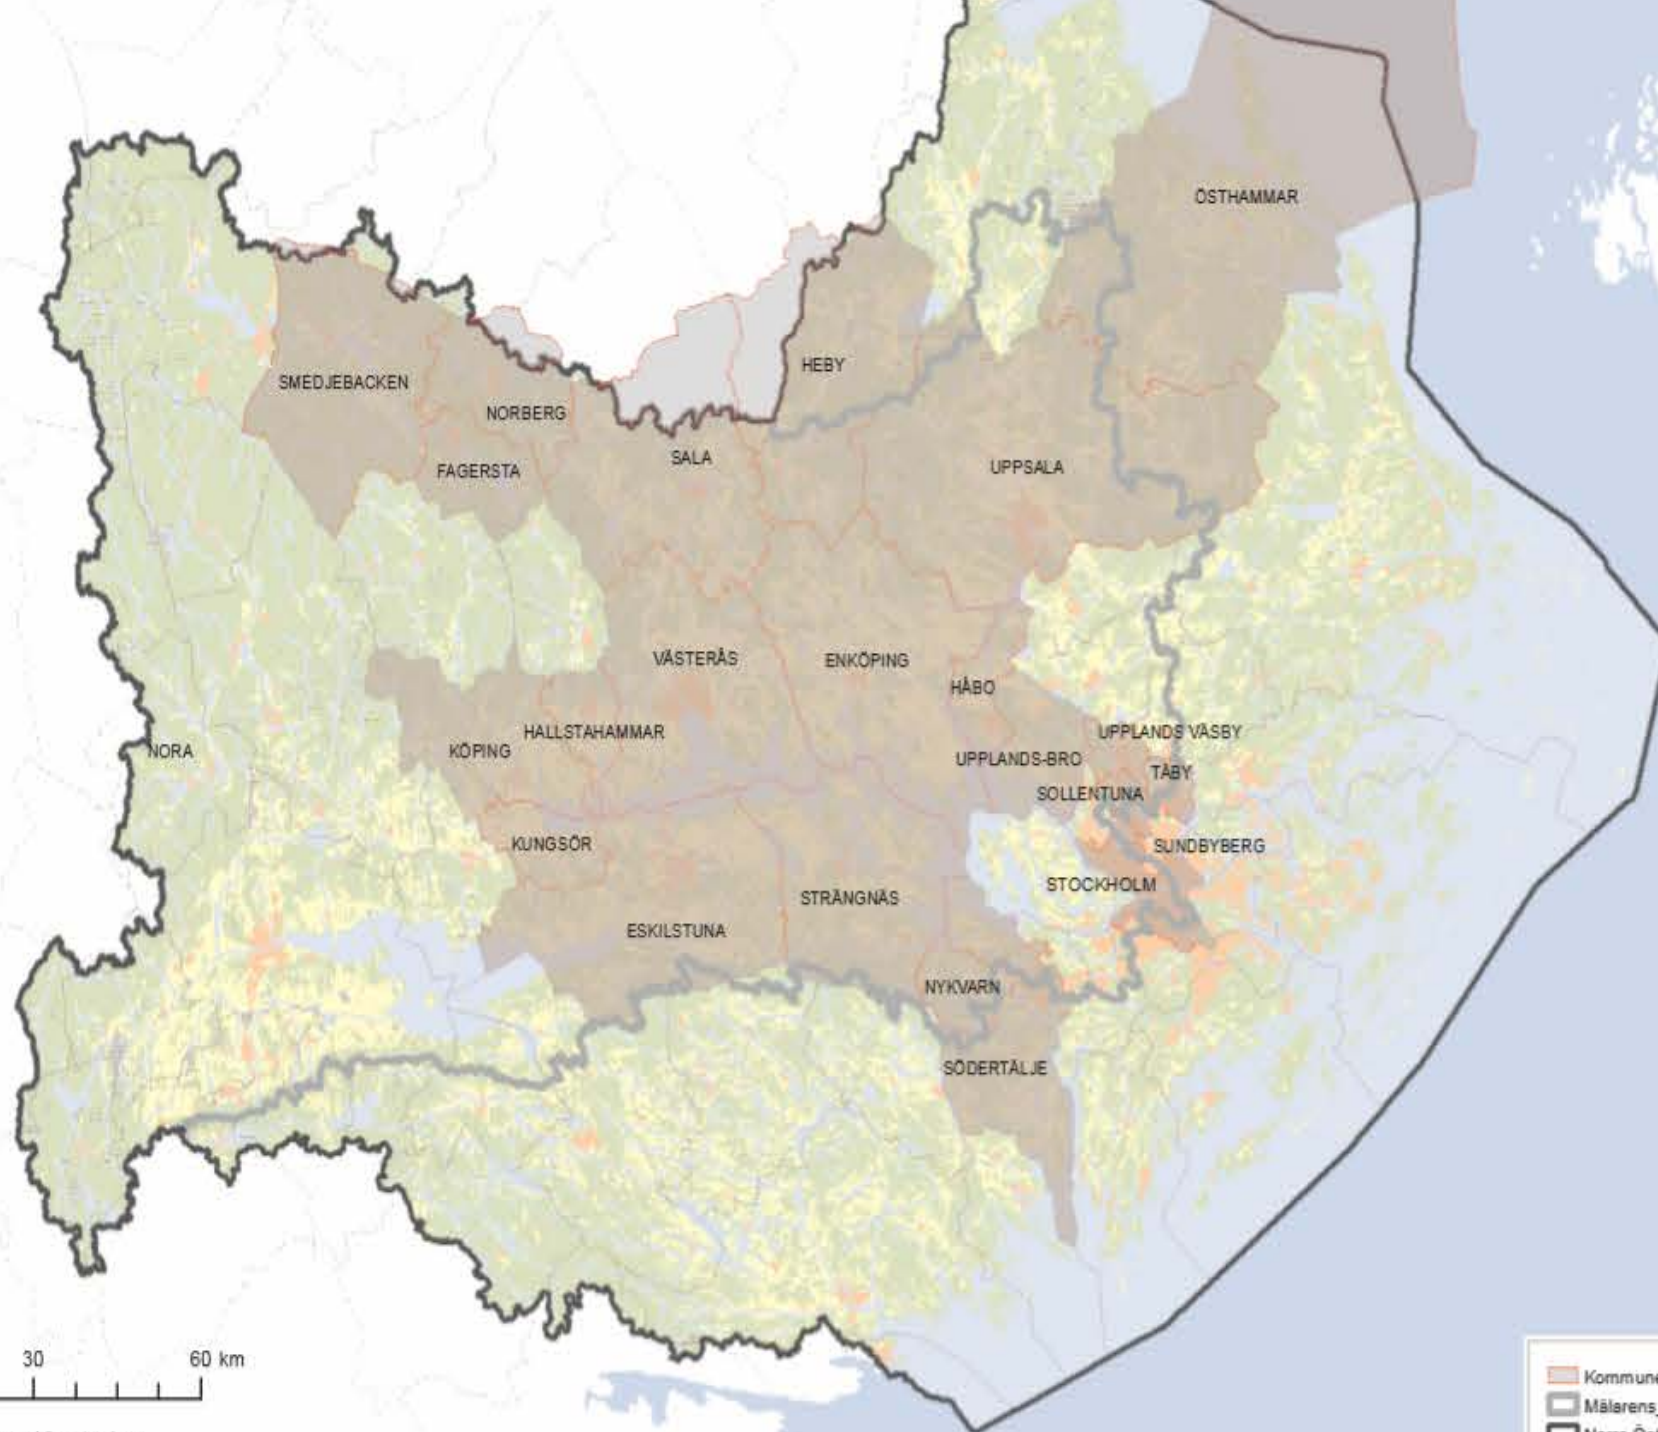 ÖSTHAMMAR
HEBY
SMEDJEBACKEN
NORBERG
SALA
FAGERSTA
UPPSALA
VÄSTERÅS
ENKÖPING
HÅBO
HALLSTAHAMMAR
UPPLANDS VÄSBY
NORA
KÖPING
UPPLANDS-BRO
TÄBY
SOLLENTUNA
KUNGSÖR
SUNDBYBERG
STOCKHOLM
STRÄNGNÄS
ESKILSTUNA
NYKVARN
SÖDERTÄLJE
30 60 km
Kommune
Mälarens